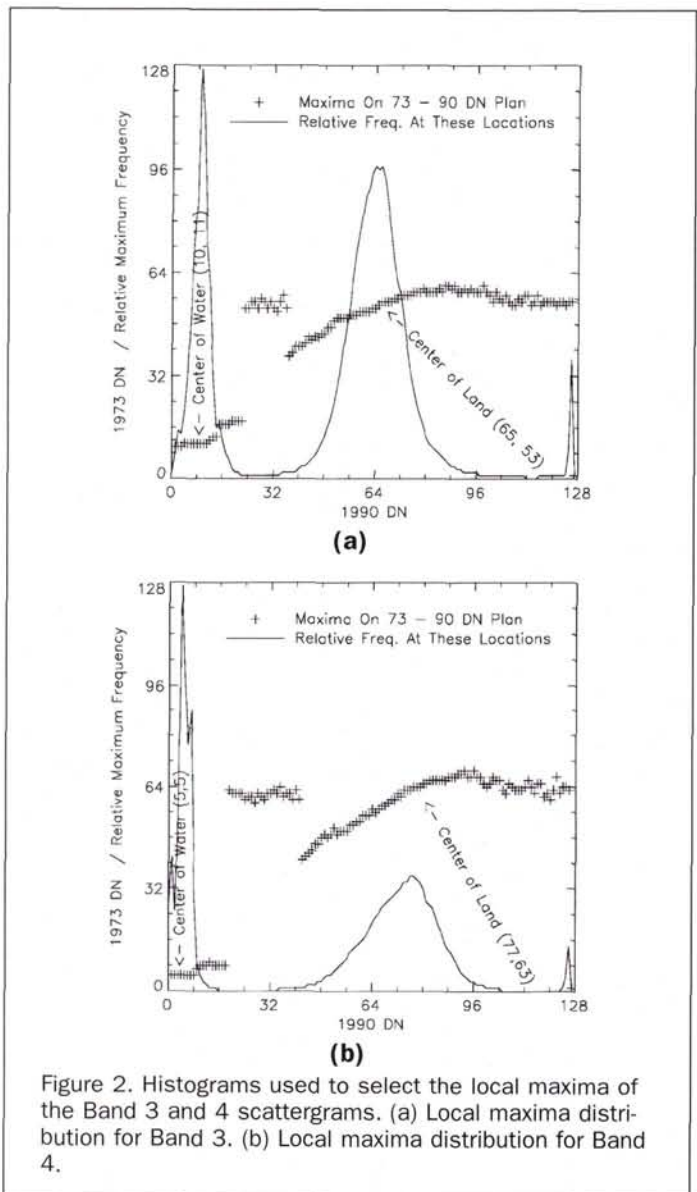 128
96
64
32
0
1973 DN / Relative Maximum Frequency
+ Maxima On 73 – 90 DN Plan
Relative Freq. At These Locations
<- Center of Water (10, 11)
<- Center of Land (65, 53)
0 32 64 96 128
1990 DN
(a)
128
96
64
32
0
1973 DN / Relative Maximum Frequency
+ Maxima On 73 – 90 DN Plan
Relative Freq. At These Locations
<- Center of Water (5,5)
<- Center of Land (77,63)
0 32 64 96 128
1990 DN
(b)
Figure 2. Histograms used to select the local maxima of
the Band 3 and 4 scattergrams. (a) Local maxima distri-
bution for Band 3. (b) Local maxima distribution for Band
4.